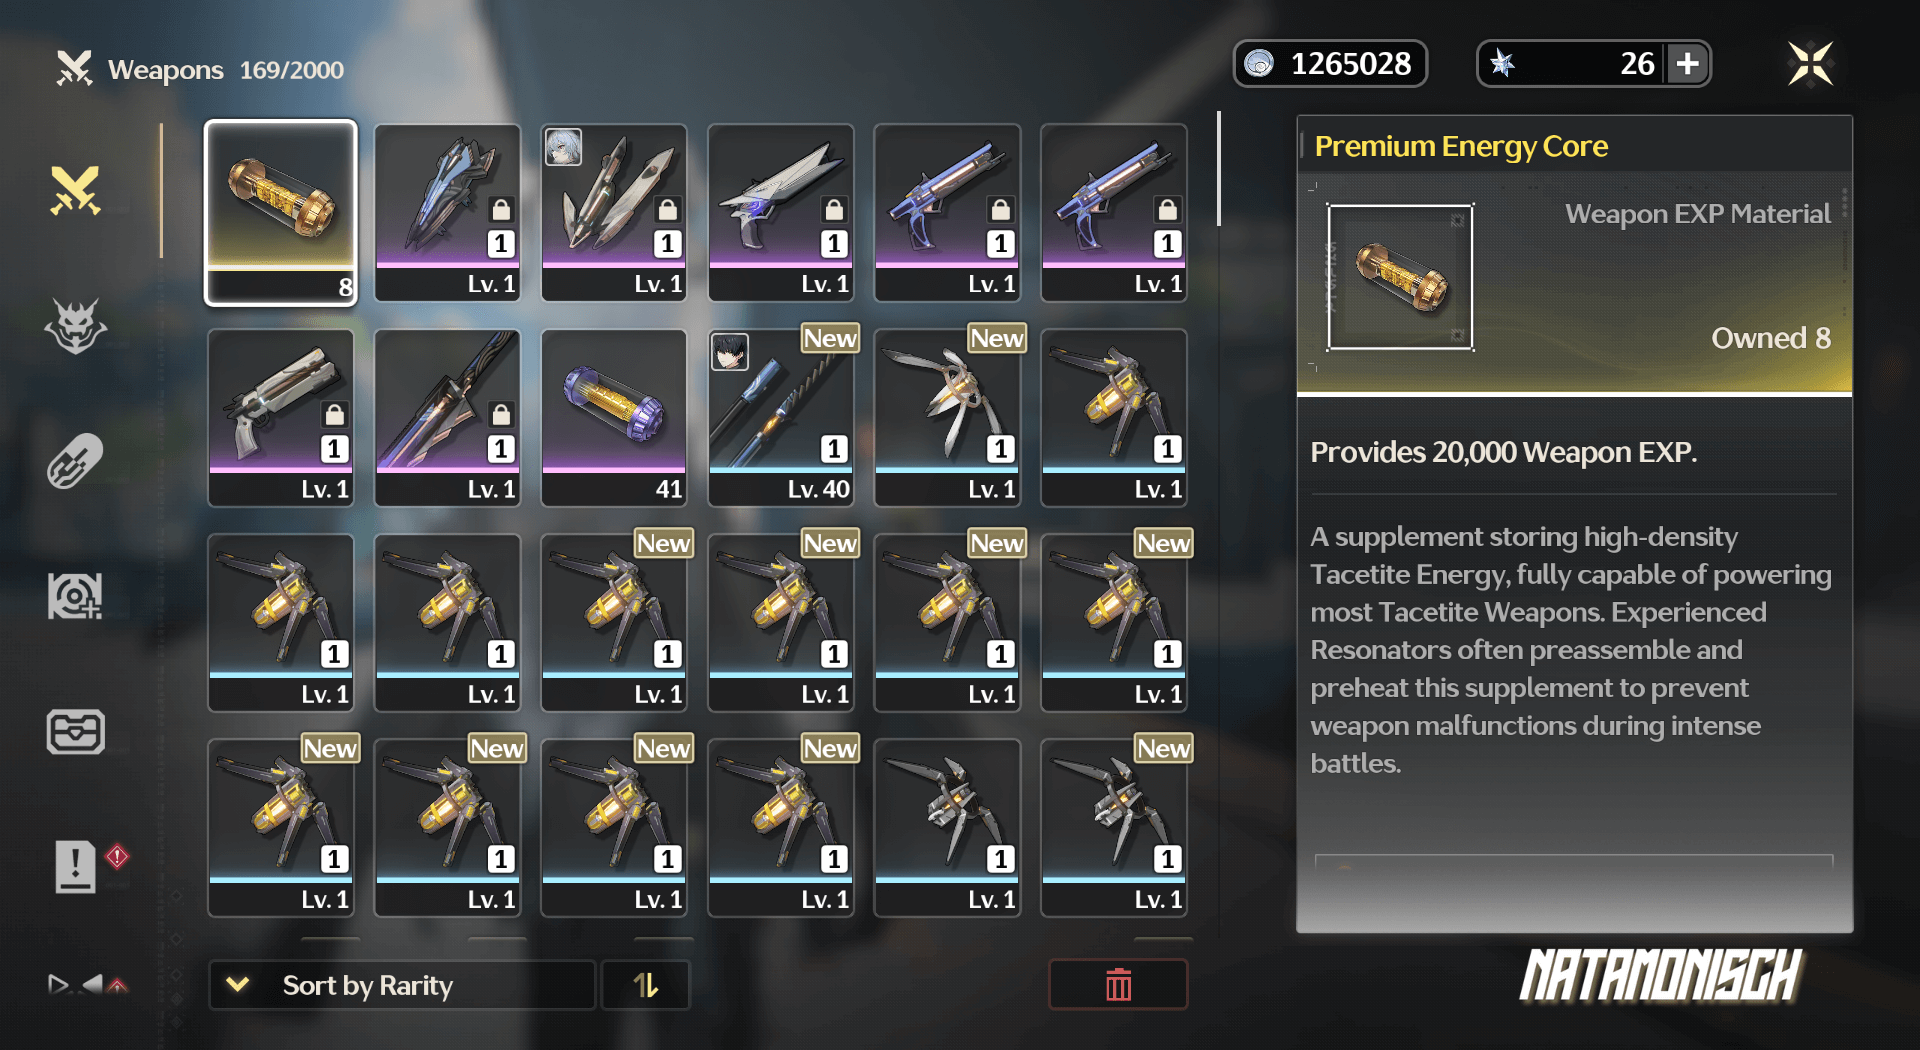 Weapons 169/2000
1265028
26
8
1
Lv. 1
1
Lv. 1
1
Lv. 1
1
Lv. 1
1
Lv. 1
1
Lv. 1
1
Lv. 1
41
New
1
Lv. 40
New
1
Lv. 1
1
Lv. 1
1
Lv. 1
1
Lv. 1
New
1
Lv. 1
New
1
Lv. 1
New
1
Lv. 1
New
1
Lv. 1
New
1
Lv. 1
New
1
Lv. 1
New
1
Lv. 1
New
1
Lv. 1
1
Lv. 1
New
1
Lv. 1
Sort by Rarity
Premium Energy Core
Weapon EXP Material
Owned 8
Provides 20,000 Weapon EXP.
A supplement storing high-density
Tacetite Energy, fully capable of powering
most Tacetite Weapons. Experienced
Resonators often preassemble and
preheat this supplement to prevent
weapon malfunctions during intense
battles.
NATAMONISCH